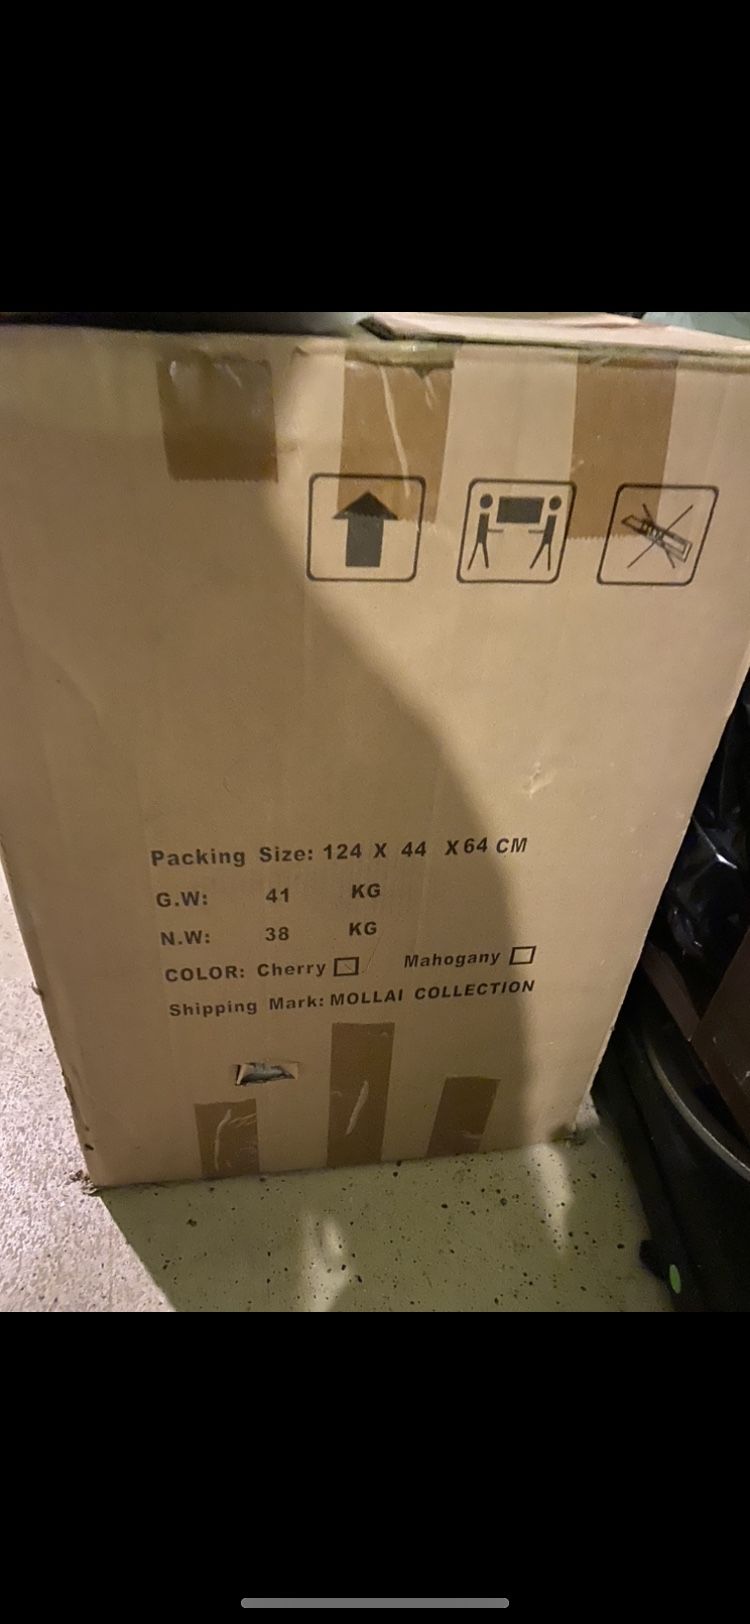 Packing Size: 124 X 44 X 64 CM
G.W: 41 KG
N.W: 38 KG
COLOR: Cherry Mahogany
Shipping Mark: MOLLAI COLLECTION